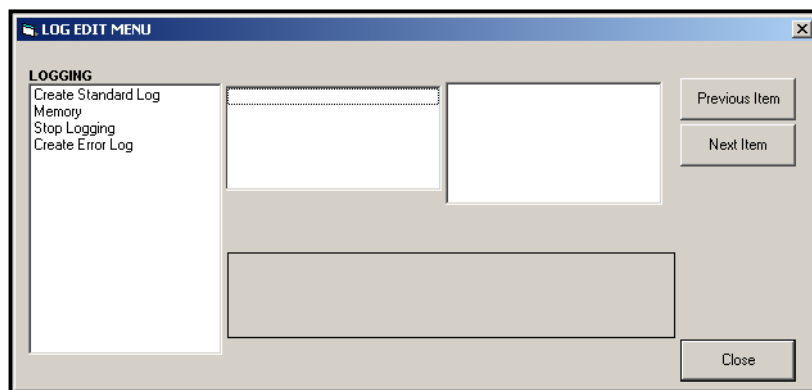 LOG EDIT MENU
LOGGING
Create Standard Log
Memory
Stop Logging
Create Error Log
Previous Item
Next Item
Close